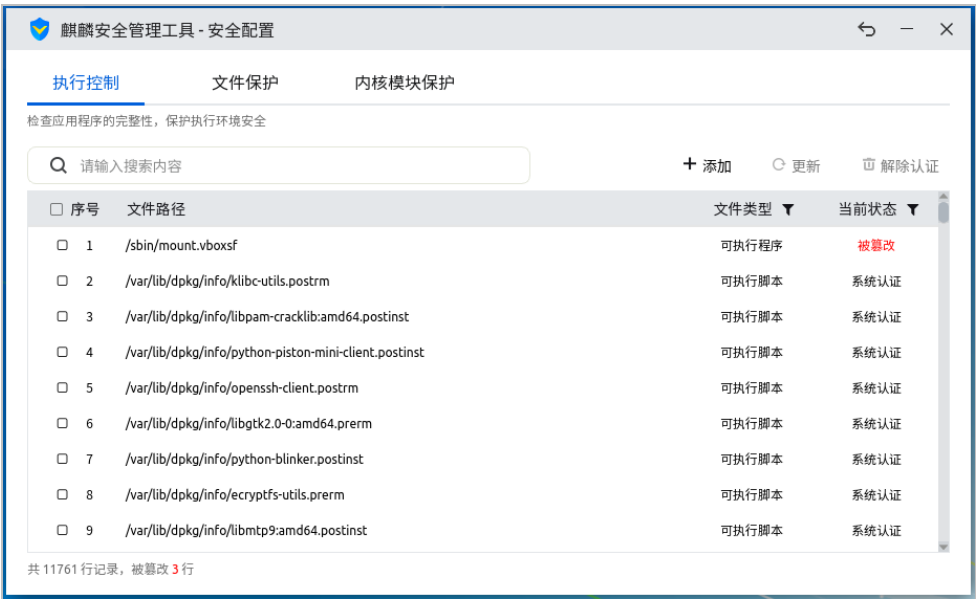 麒麟安全管理工具 - 安全配置
执行控制 文件保护 内核模块保护
检查应用程序的完整性，保护执行环境安全
请输入搜索内容 添加 更新 解除认证
序号 文件路径 文件类型 当前状态
1 /sbin/mount.vboxsf 可执行程序 被篡改
2 /var/lib/dpkg/info/klibc-utils.postrm 可执行脚本 系统认证
3 /var/lib/dpkg/info/libpam-cracklib:amd64.postinst 可执行脚本 系统认证
4 /var/lib/dpkg/info/python-piston-mini-client.postinst 可执行脚本 系统认证
5 /var/lib/dpkg/info/openssh-client.postrm 可执行脚本 系统认证
6 /var/lib/dpkg/info/libgtk2.0-0:amd64.prerm 可执行脚本 系统认证
7 /var/lib/dpkg/info/python-blinker.postinst 可执行脚本 系统认证
8 /var/lib/dpkg/info/ecryptfs-utils.prerm 可执行脚本 系统认证
9 /var/lib/dpkg/info/libmtp9:amd64.postinst 可执行脚本 系统认证
共 11761 行记录，被篡改 3 行